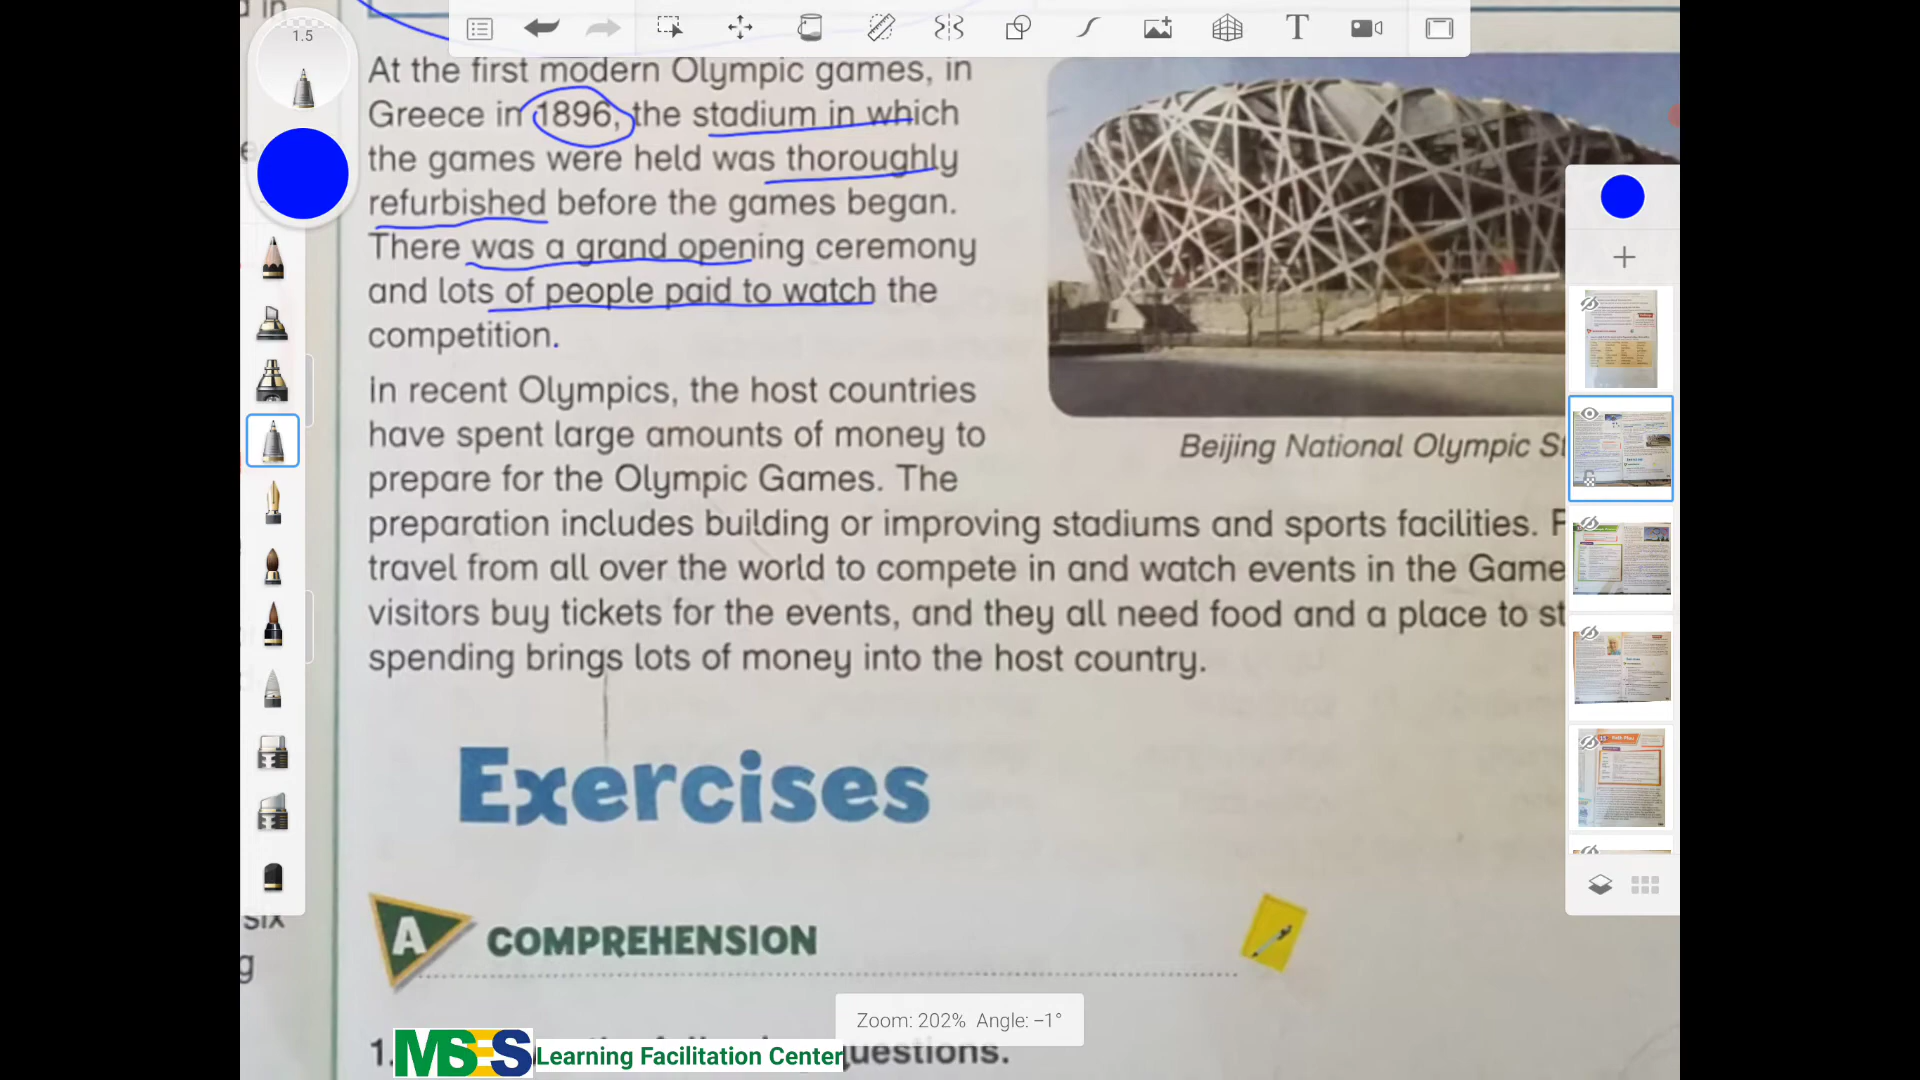 d in
1.5
At the first modern Olympic games, in
Greece in 1896, the stadium in which
the games were held was thoroughly
refurbished before the games began.
There was a grand opening ceremony
and lots of people paid to watch the
competition.
In recent Olympics, the host countries
have spent large amounts of money to
prepare for the Olympic Games. The
preparation includes building or improving stadiums and sports facilities.
travel from all over the world to compete in and watch events in the Game
visitors buy tickets for the events, and they all need food and a place to st
spending brings lots of money into the host country.
Beijing National Olympic St
Exercises
six
g
A COMPREHENSION
Zoom: 202% Angle: –1°
1.
uestions.
MSES Learning Facilitation Center